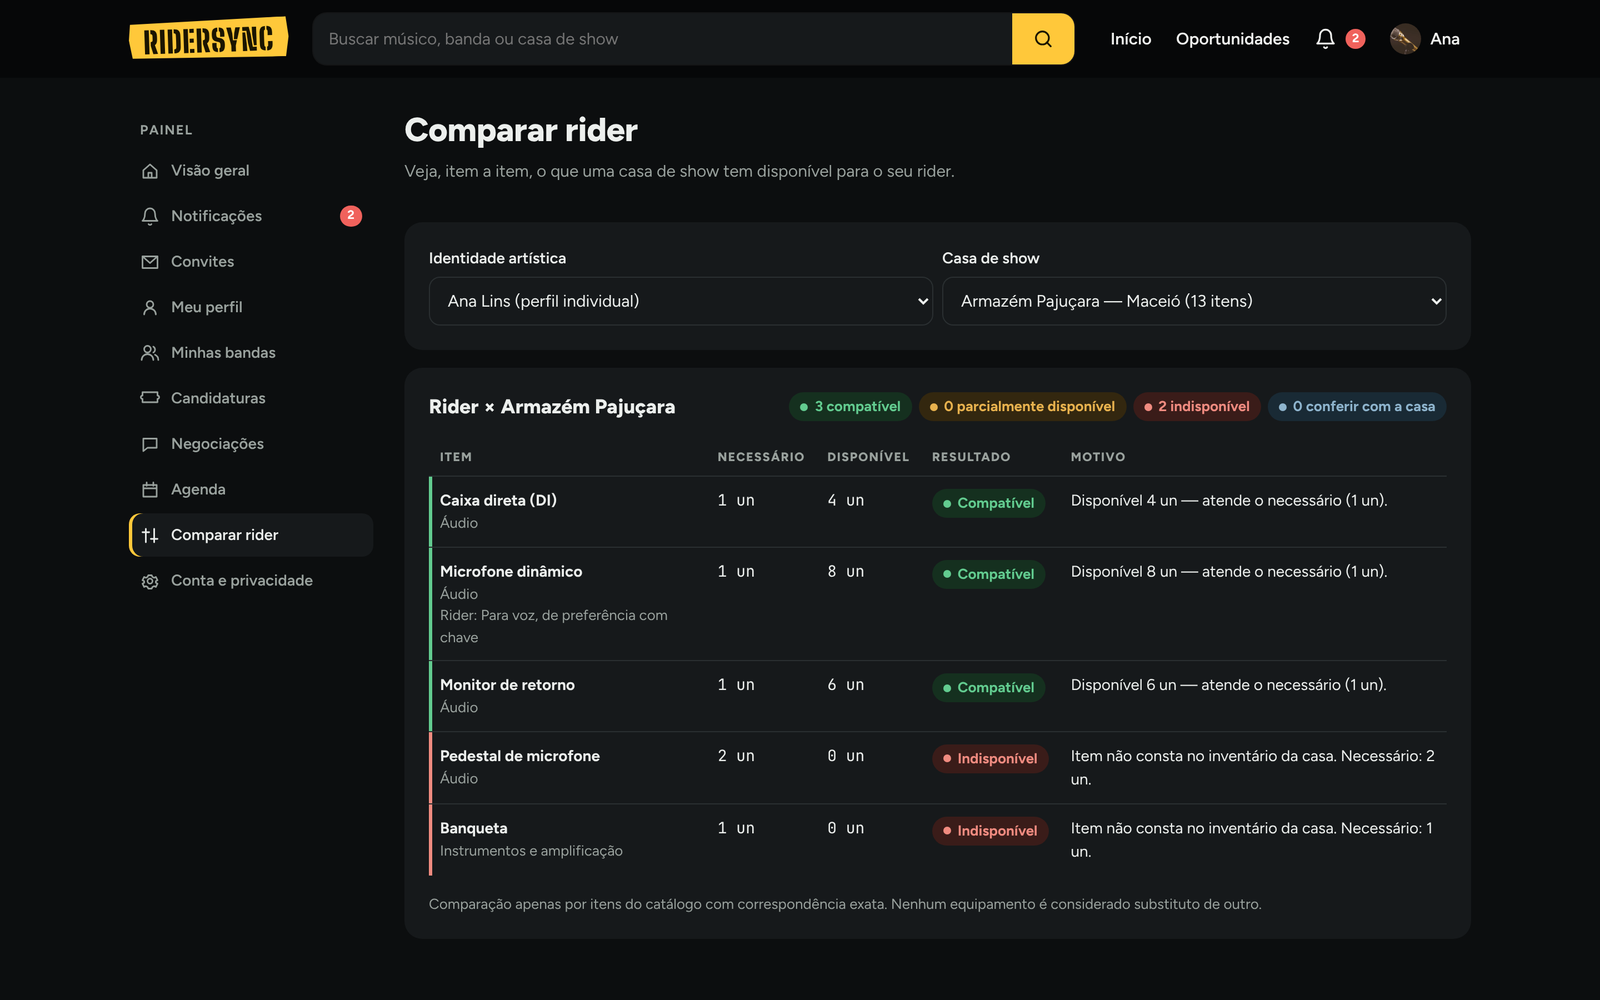 RIDERSYNC
Buscar músico, banda ou casa de show
Início
Oportunidades
2
Ana
PAINEL
Visão geral
Notificações
2
Convites
Meu perfil
Minhas bandas
Candidaturas
Negociações
Agenda
Comparar rider
Conta e privacidade
Comparar rider
Veja, item a item, o que uma casa de show tem disponível para o seu rider.
Identidade artística
Casa de show
Ana Lins (perfil individual)
Armazém Pajuçara — Maceió (13 itens)
Rider × Armazém Pajuçara
3 compatível
0 parcialmente disponível
2 indisponível
0 conferir com a casa
ITEM NECESSÁRIO DISPONÍVEL RESULTADO MOTIVO
Caixa direta (DI) 1 un 4 un Compatível Disponível 4 un — atende o necessário (1 un).
Áudio
Microfone dinâmico 1 un 8 un Compatível Disponível 8 un — atende o necessário (1 un).
Áudio
Rider: Para voz, de preferência com
chave
Monitor de retorno 1 un 6 un Compatível Disponível 6 un — atende o necessário (1 un).
Áudio
Pedestal de microfone 2 un 0 un Indisponível Item não consta no inventário da casa. Necessário: 2
un.
Áudio
Banqueta 1 un 0 un Indisponível Item não consta no inventário da casa. Necessário: 1
un.
Instrumentos e amplificação
Comparação apenas por itens do catálogo com correspondência exata. Nenhum equipamento é considerado substituto de outro.